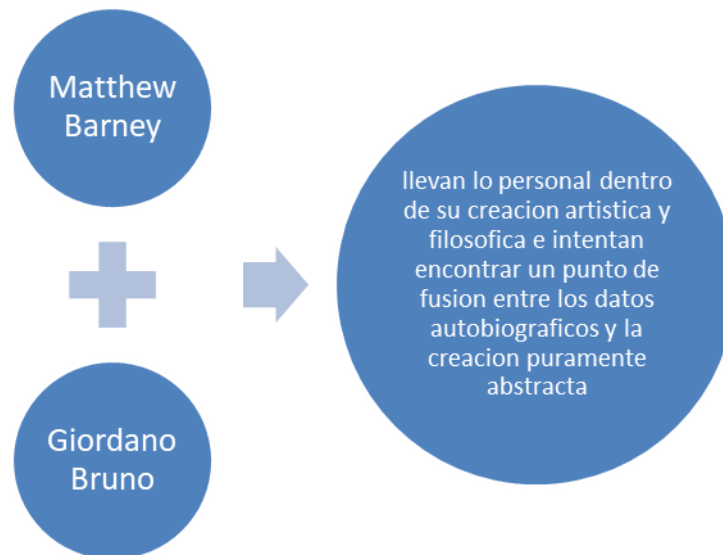 Matthew
Barney
Giordano
Bruno
llevan lo personal dentro
de su creacion artistica y
filosofica e intentan
encontrar un punto de
fusion entre los datos
autobiograficos y la
creacion puramente
abstracta